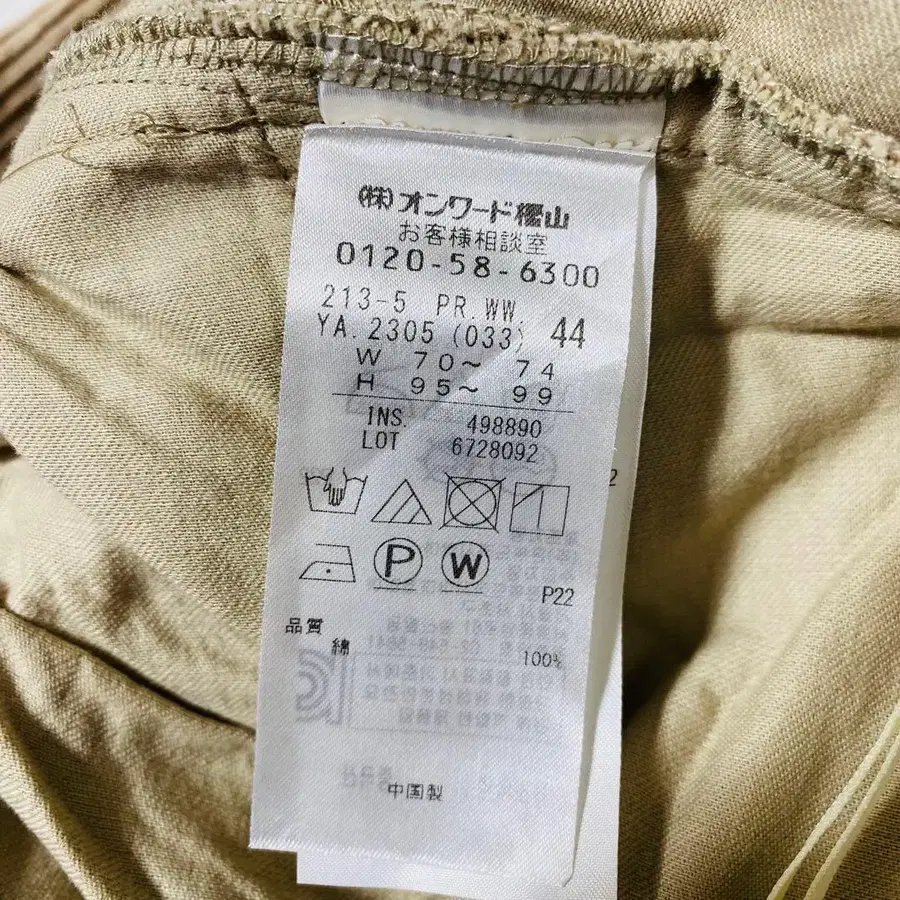 (株)オンワード樫山
お客様相談室
0120-58-6300
213-5 PR.WW.
YA.2305 (033) 44
W 70～ 74
H 95～ 99
INS. 498890
LOT 6728092
P
W
P22
品質
綿 100%
中国製
2